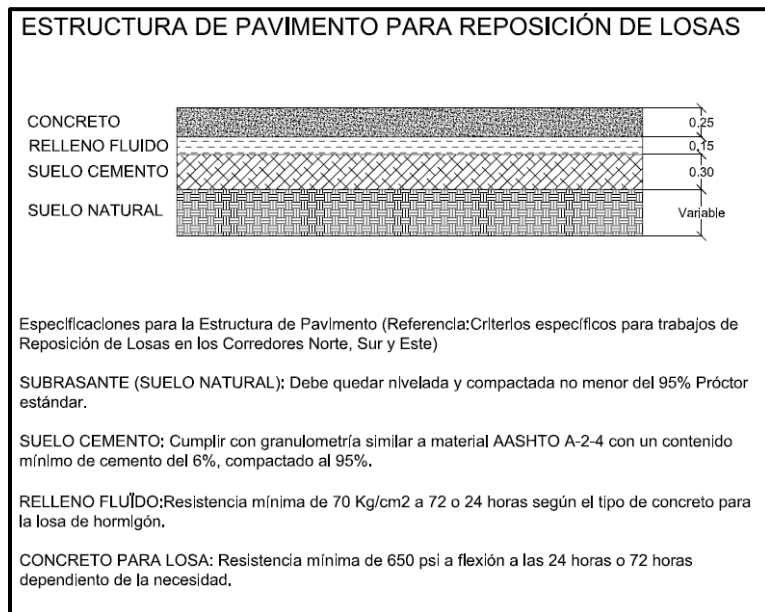 ESTRUCTURA DE PAVIMENTO PARA REPOSICIÓN DE LOSAS
CONCRETO
0.25
RELLENO FLUIDO
0.15
SUELO CEMENTO
0.30
SUELO NATURAL
Variable
Especificaciones para la Estructura de Pavimento (Referencia:Criterios específicos para trabajos de
Reposición de Losas en los Corredores Norte, Sur y Este)
SUBRASANTE (SUELO NATURAL): Debe quedar nivelada y compactada no menor del 95% Próctor
estándar.
SUELO CEMENTO: Cumplir con granulometría similar a material AASHTO A-2-4 con un contenido
mínimo de cemento del 6%, compactado al 95%.
RELLENO FLUÏDO:Resistencia mínima de 70 Kg/cm2 a 72 o 24 horas según el tipo de concreto para
la losa de hormigón.
CONCRETO PARA LOSA: Resistencia mínima de 650 psi a flexión a las 24 horas o 72 horas
dependiento de la necesidad.